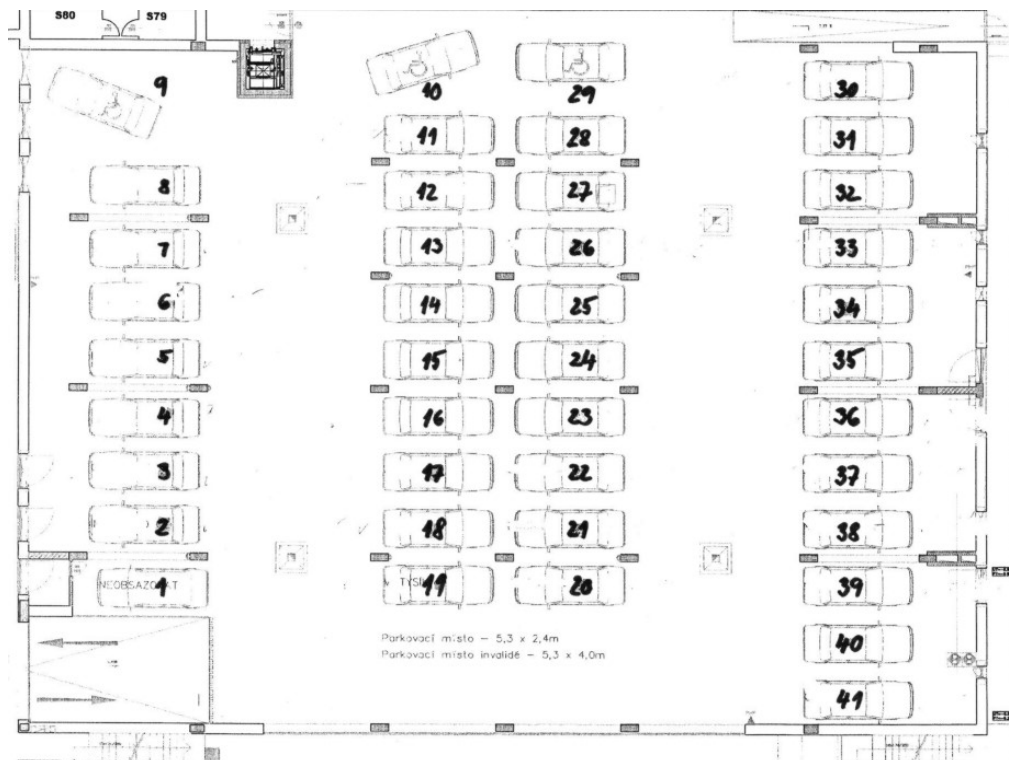 S80 S79
9
10 29 30
11 28 31
8 12 27 32
7 13 26 33
6 14 25 34
5 15 24 35
4 16 23 36
3 17 22 37
2 18 21 38
NEOBSAZOVAT
1 19 20 39
Parkovací místo – 5,3 x 2,4m
Parkovací místo invalidé – 5,3 x 4,0m
40
41